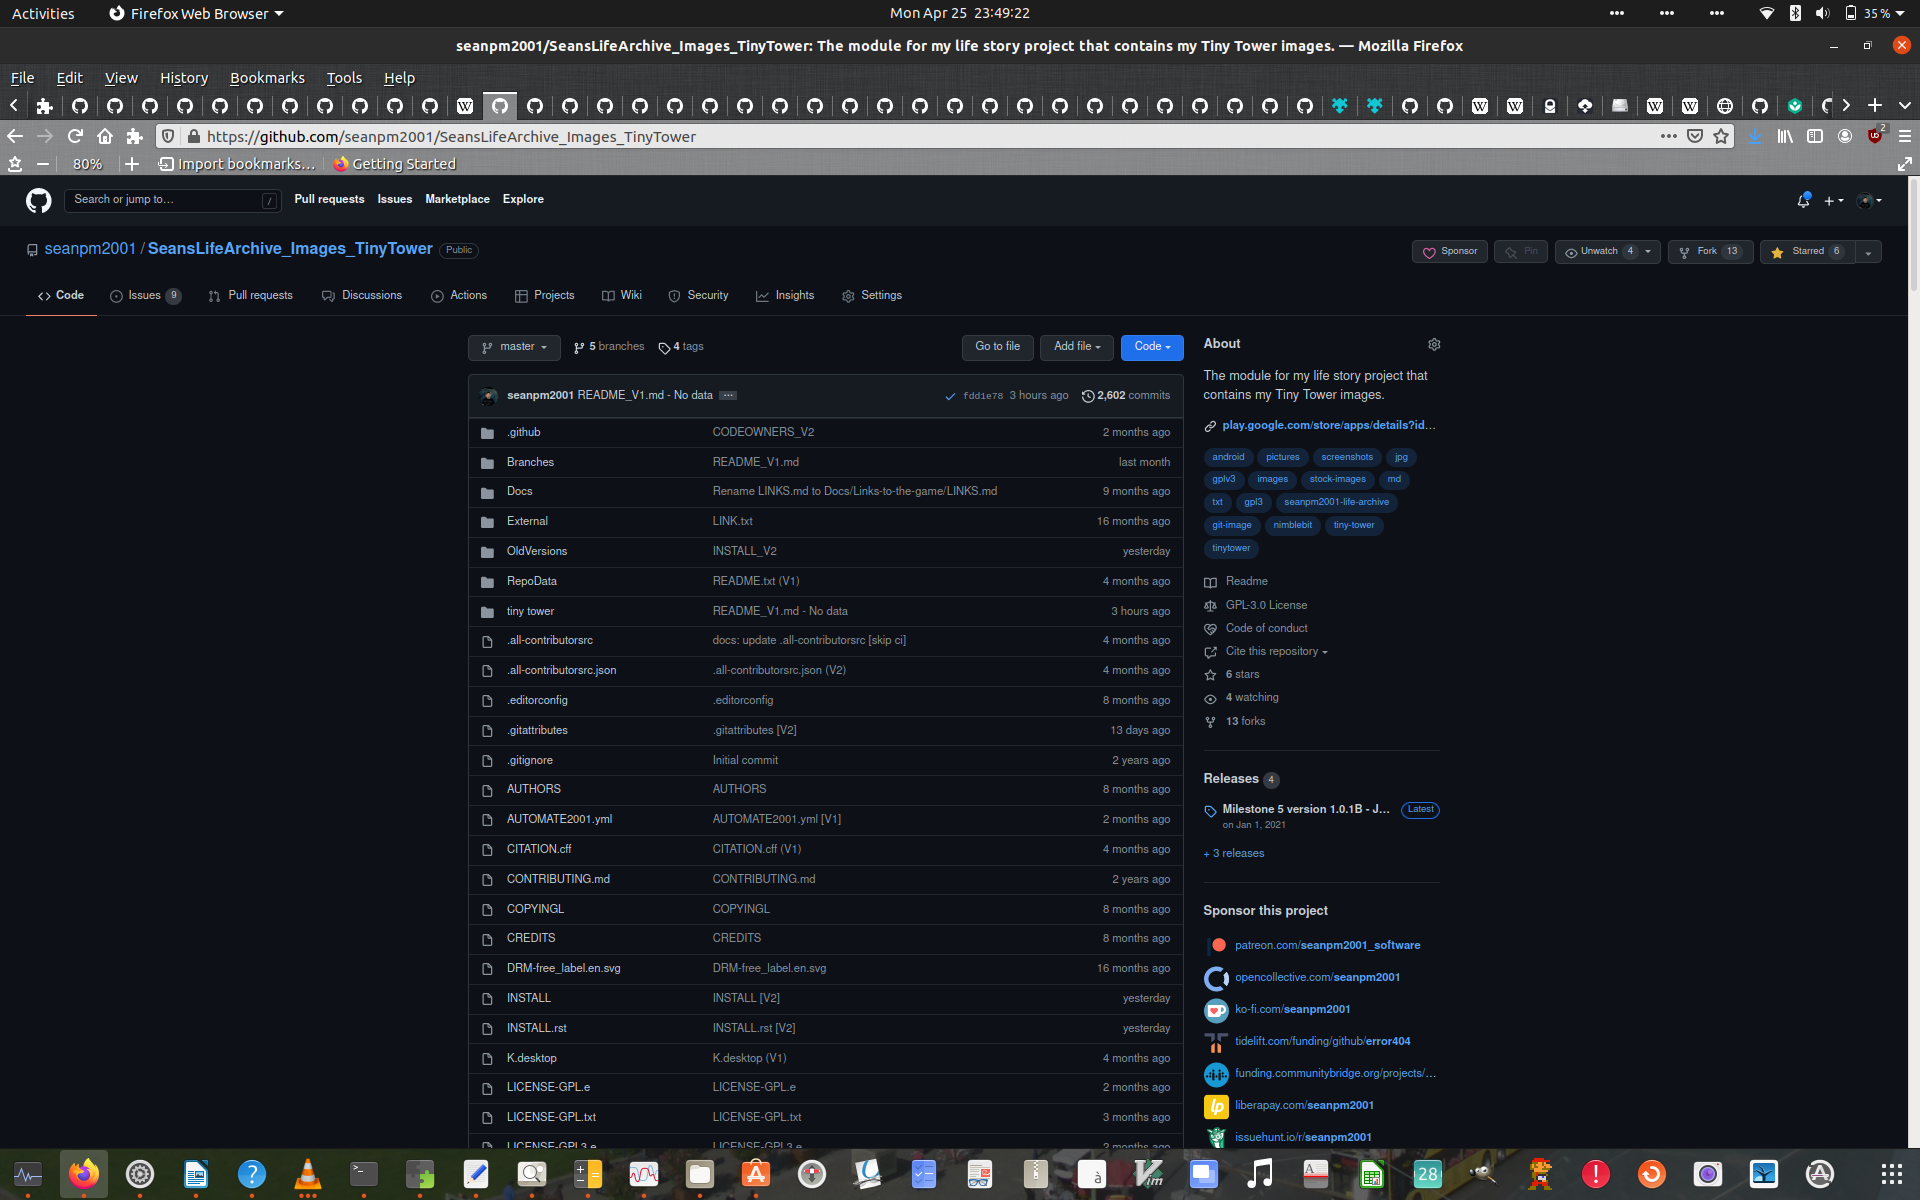 Activities Firefox Web Browser Mon Apr 25 23:49:22 35 %
seanpm2001/SeansLifeArchive_Images_TinyTower: The module for my life story project that contains my Tiny Tower images. — Mozilla Firefox
File Edit View History Bookmarks Tools Help
https://github.com/seanpm2001/SeansLifeArchive_Images_TinyTower 2
80% Import bookmarks... Getting Started
Search or jump to... / Pull requests Issues Marketplace Explore
seanpm2001 / SeansLifeArchive_Images_TinyTower Public Sponsor Pin Unwatch 4 Fork 13 Starred 6
Code Issues 9 Pull requests Discussions Actions Projects Wiki Security Insights Settings
master 5 branches 4 tags Go to file Add file Code
seanpm2001 README_V1.md - No data ... fdd1e78 3 hours ago 2,602 commits
.github CODEOWNERS_V2 2 months ago
Branches README_V1.md last month
Docs Rename LINKS.md to Docs/Links-to-the-game/LINKS.md 9 months ago
External LINK.txt 16 months ago
OldVersions INSTALL_V2 yesterday
RepoData README.txt (V1) 4 months ago
tiny tower README_V1.md - No data 3 hours ago
.all-contributorsrc docs: update .all-contributorsrc [skip ci] 4 months ago
.all-contributorsrc.json .all-contributorsrc.json (V2) 4 months ago
.editorconfig .editorconfig 8 months ago
.gitattributes .gitattributes [V2] 13 days ago
.gitignore Initial commit 2 years ago
AUTHORS AUTHORS 8 months ago
AUTOMATE2001.yml AUTOMATE2001.yml [V1] 2 months ago
CITATION.cff CITATION.cff (V1) 4 months ago
CONTRIBUTING.md CONTRIBUTING.md 2 years ago
COPYINGL COPYINGL 8 months ago
CREDITS CREDITS 8 months ago
DRM-free_label.en.svg DRM-free_label.en.svg 16 months ago
INSTALL INSTALL [V2] yesterday
INSTALL.rst INSTALL.rst [V2] yesterday
K.desktop K.desktop (V1) 4 months ago
LICENSE-GPL.e LICENSE-GPL.e 2 months ago
LICENSE-GPL.txt LICENSE-GPL.txt 3 months ago
LICENSE-GPL3.e LICENSE-GPL3.e 2 months ago
About
The module for my life story project that
contains my Tiny Tower images.
play.google.com/store/apps/details?id...
android pictures screenshots jpg
gplv3 images stock-images md
txt gpl3 seanpm2001-life-archive
git-image nimblebit tiny-tower
tinytower
Readme
GPL-3.0 License
Code of conduct
Cite this repository
6 stars
4 watching
13 forks
Releases 4
Milestone 5 version 1.0.1B - J... Latest
on Jan 1, 2021
+ 3 releases
Sponsor this project
patreon.com/seanpm2001_software
opencollective.com/seanpm2001
ko-fi.com/seanpm2001
tidelift.com/funding/github/error404
funding.communitybridge.org/projects/...
liberapay.com/seanpm2001
issuehunt.io/r/seanpm2001
28